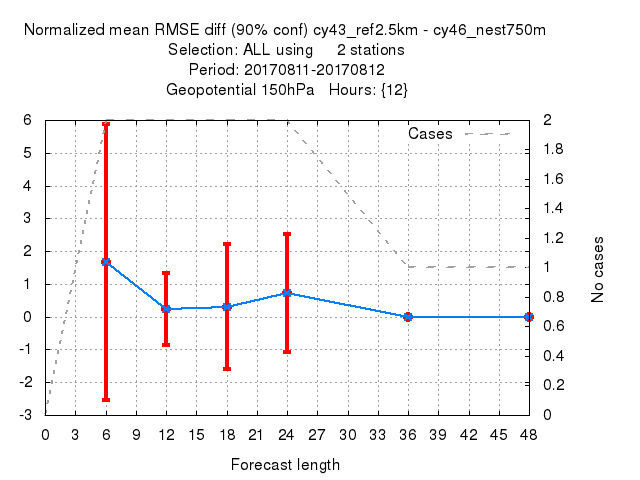 Normalized mean RMSE diff (90% conf) cy43_ref2.5km - cy46_nest750m
Selection: ALL using 2 stations
Period: 20170811-20170812
Geopotential 150hPa Hours: {12}
Cases
6
5
4
3
2
1
0
-1
-2
-3
2
1.8
1.6
1.4
1.2
1
0.8
0.6
0.4
0.2
0
No cases
0 3 6 9 12 15 18 21 24 27 30 33 36 39 42 45 48
Forecast length